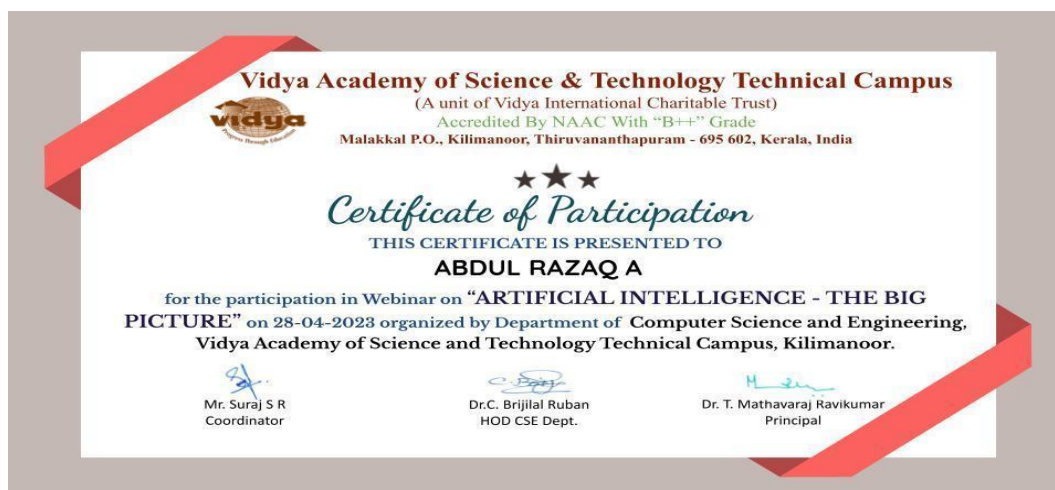 Vidya Academy of Science & Technology Technical Campus
(A unit of Vidya International Charitable Trust)
Accredited By NAAC With “B++” Grade
Malakkal P.O., Kilimanoor, Thiruvananthapuram - 695 602, Kerala, India
vidya
Progress Through Education
Certificate of Participation
THIS CERTIFICATE IS PRESENTED TO
ABDUL RAZAQ A
for the participation in Webinar on “ARTIFICIAL INTELLIGENCE - THE BIG
PICTURE” on 28-04-2023 organized by Department of Computer Science and Engineering,
Vidya Academy of Science and Technology Technical Campus, Kilimanoor.
Mr. Suraj S R
Coordinator
Dr.C. Brijilal Ruban
HOD CSE Dept.
Dr. T. Mathavaraj Ravikumar
Principal